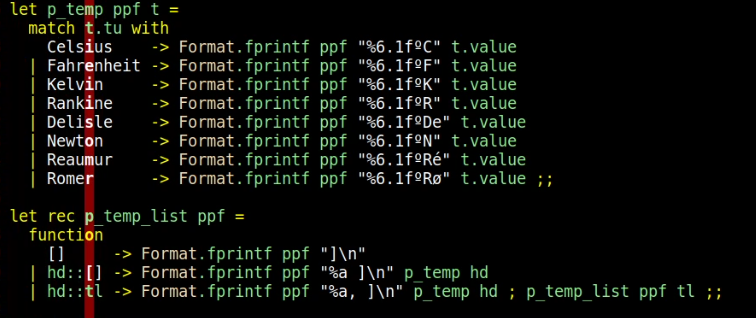 let p_temp ppf t =
  match t.tu with
    Celsius    -> Format.fprintf ppf "%6.1fºC" t.value
  | Fahrenheit -> Format.fprintf ppf "%6.1fºF" t.value
  | Kelvin     -> Format.fprintf ppf "%6.1fºK" t.value
  | Rankine    -> Format.fprintf ppf "%6.1fºR" t.value
  | Delisle    -> Format.fprintf ppf "%6.1fºDe" t.value
  | Newton     -> Format.fprintf ppf "%6.1fºN" t.value
  | Reaumur    -> Format.fprintf ppf "%6.1fºRé" t.value
  | Romer      -> Format.fprintf ppf "%6.1fºRø" t.value ;;
let rec p_temp_list ppf =
  function
    []     -> Format.fprintf ppf "]\n"
  | hd::[] -> Format.fprintf ppf "%a ]\n" p_temp hd
  | hd::tl -> Format.fprintf ppf "%a, ]\n" p_temp hd ; p_temp_list ppf tl ;;